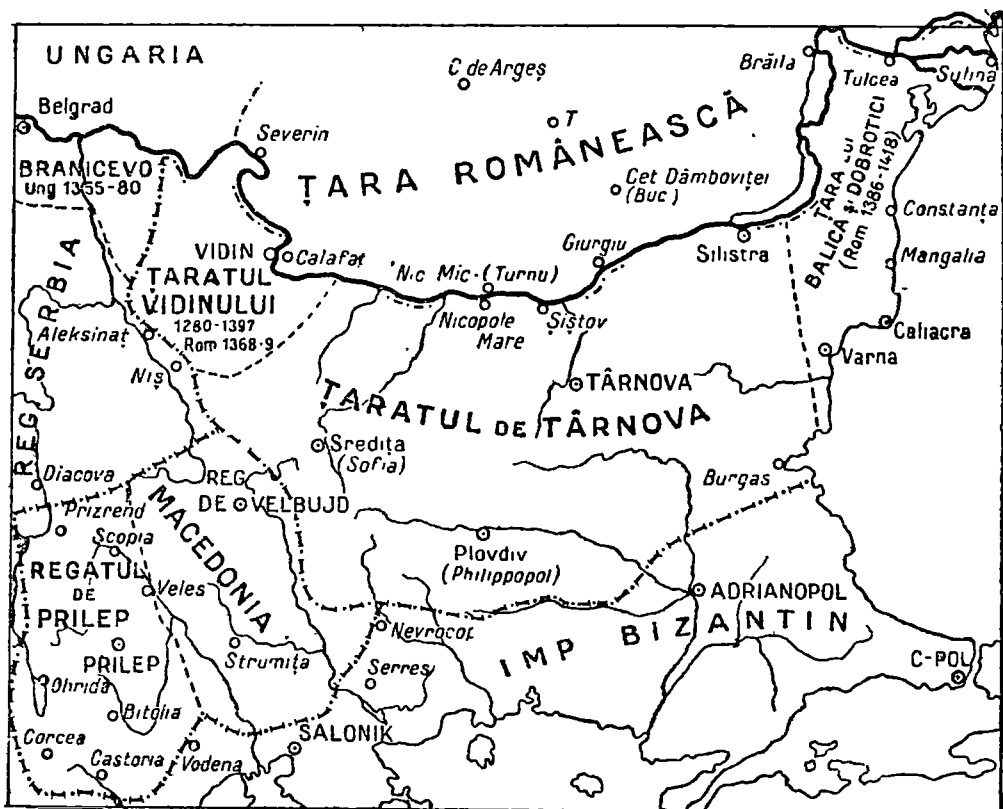 UNGARIA
C de Argeș
Brăila
Tulcea
Sulina
Belgrad
Severin
T
ȚARA ROMÂNEASCĂ
BRANICEVO
Ung 1355-80
Cet Dâmboviței
(Buc)
ȚARA LUI
BALICA ȘI DOBROTICI
(Rom 1386-1418)
Constanța
VIDIN
Calafat
Giurgiu
Silistra
Mangalia
ȚARATUL
VIDINULUI
1280-1397
Rom 1368-9
Nic Mic-(Turnu)
Nicopole
Mare
Șiștov
Caliacra
Varna
REG SERBIA
Aleksinaț
Niș
TÂRNOVA
ȚARATUL DE TÂRNOVA
Sredița
(Sofia)
Burgas
Diacova
REG
DE VELBUJD
Prizrend
MACEDONIA
Scopia
Plovdiv
(Philippopol)
REGATUL
DE
PRILEP
Veles
ADRIANOPOL
Nevrocop
IMP BIZANTIN
PRILEP
Strumița
Serres
C-POL
Ohrida
Bitolia
SALONIK
Corcea
Castoria
Vodena